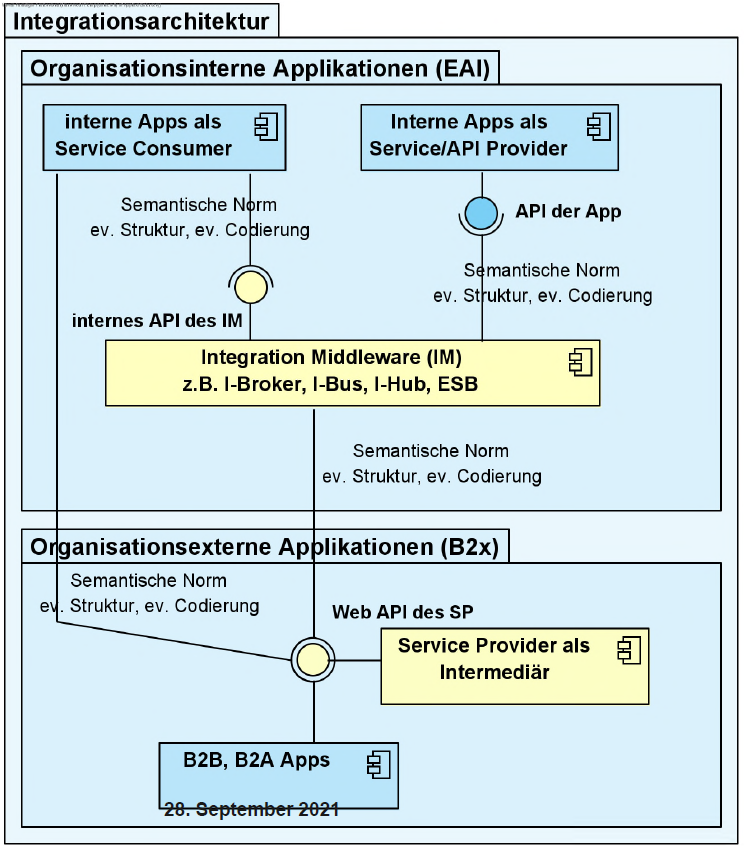 Integrationsarchitektur
Organisationsinterne Applikationen (EAI)
interne Apps als
Service Consumer
Interne Apps als
Service/API Provider
Semantische Norm
ev. Struktur, ev. Codierung
API der App
Semantische Norm
ev. Struktur, ev. Codierung
internes API des IM
Integration Middleware (IM)
z.B. I-Broker, I-Bus, I-Hub, ESB
Semantische Norm
ev. Struktur, ev. Codierung
Organisationsexterne Applikationen (B2x)
Semantische Norm
ev. Struktur, ev. Codierung
Web API des SP
Service Provider als
Intermediär
B2B, B2A Apps
28. September 2021